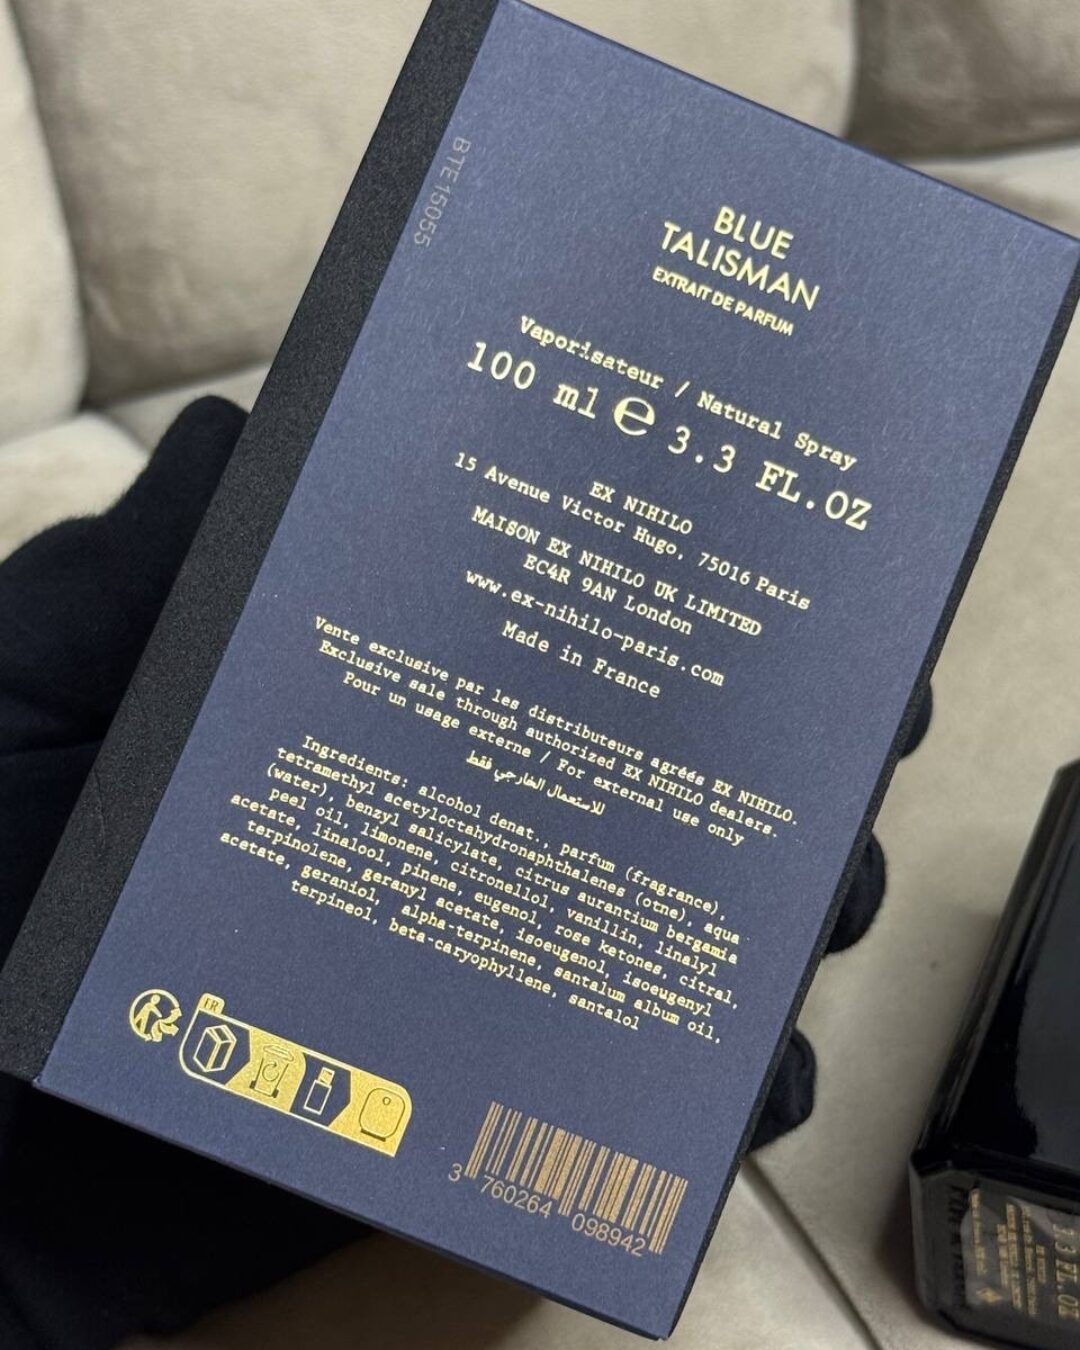 BTE15055
BLUE
TALISMAN
EXTRAIT DE PARFUM
Vaporisateur / Natural Spray
100 ml ℮ 3.3 FL.OZ
EX NIHILO
15 Avenue Victor Hugo, 75016 Paris
MAISON EX NIHILO UK LIMITED
EC4R 9AN London
www.ex-nihilo-paris.com
Made in France
Vente exclusive par les distributeurs agréés EX NIHILO.
Exclusive sale through authorized EX NIHILO dealers.
Pour un usage externe / For external use only
للاستعمال الخارجي فقط
Ingredients: alcohol denat., parfum (fragrance),
tetramethyl acetyloctahydronaphthalenes (otne), aqua
(water), benzyl salicylate, citrus aurantium bergamia
peel oil, limonene, citronellol, vanillin, linalyl
acetate, linalool, pinene, eugenol, rose ketones, citral,
terpinolene, geranyl acetate, isoeugenol, isoeugenyl
acetate, geraniol, alpha-terpinene, santalum album oil,
terpineol, beta-caryophyllene, santalol
FR
3 760264 098942
3.3 FL. OZ